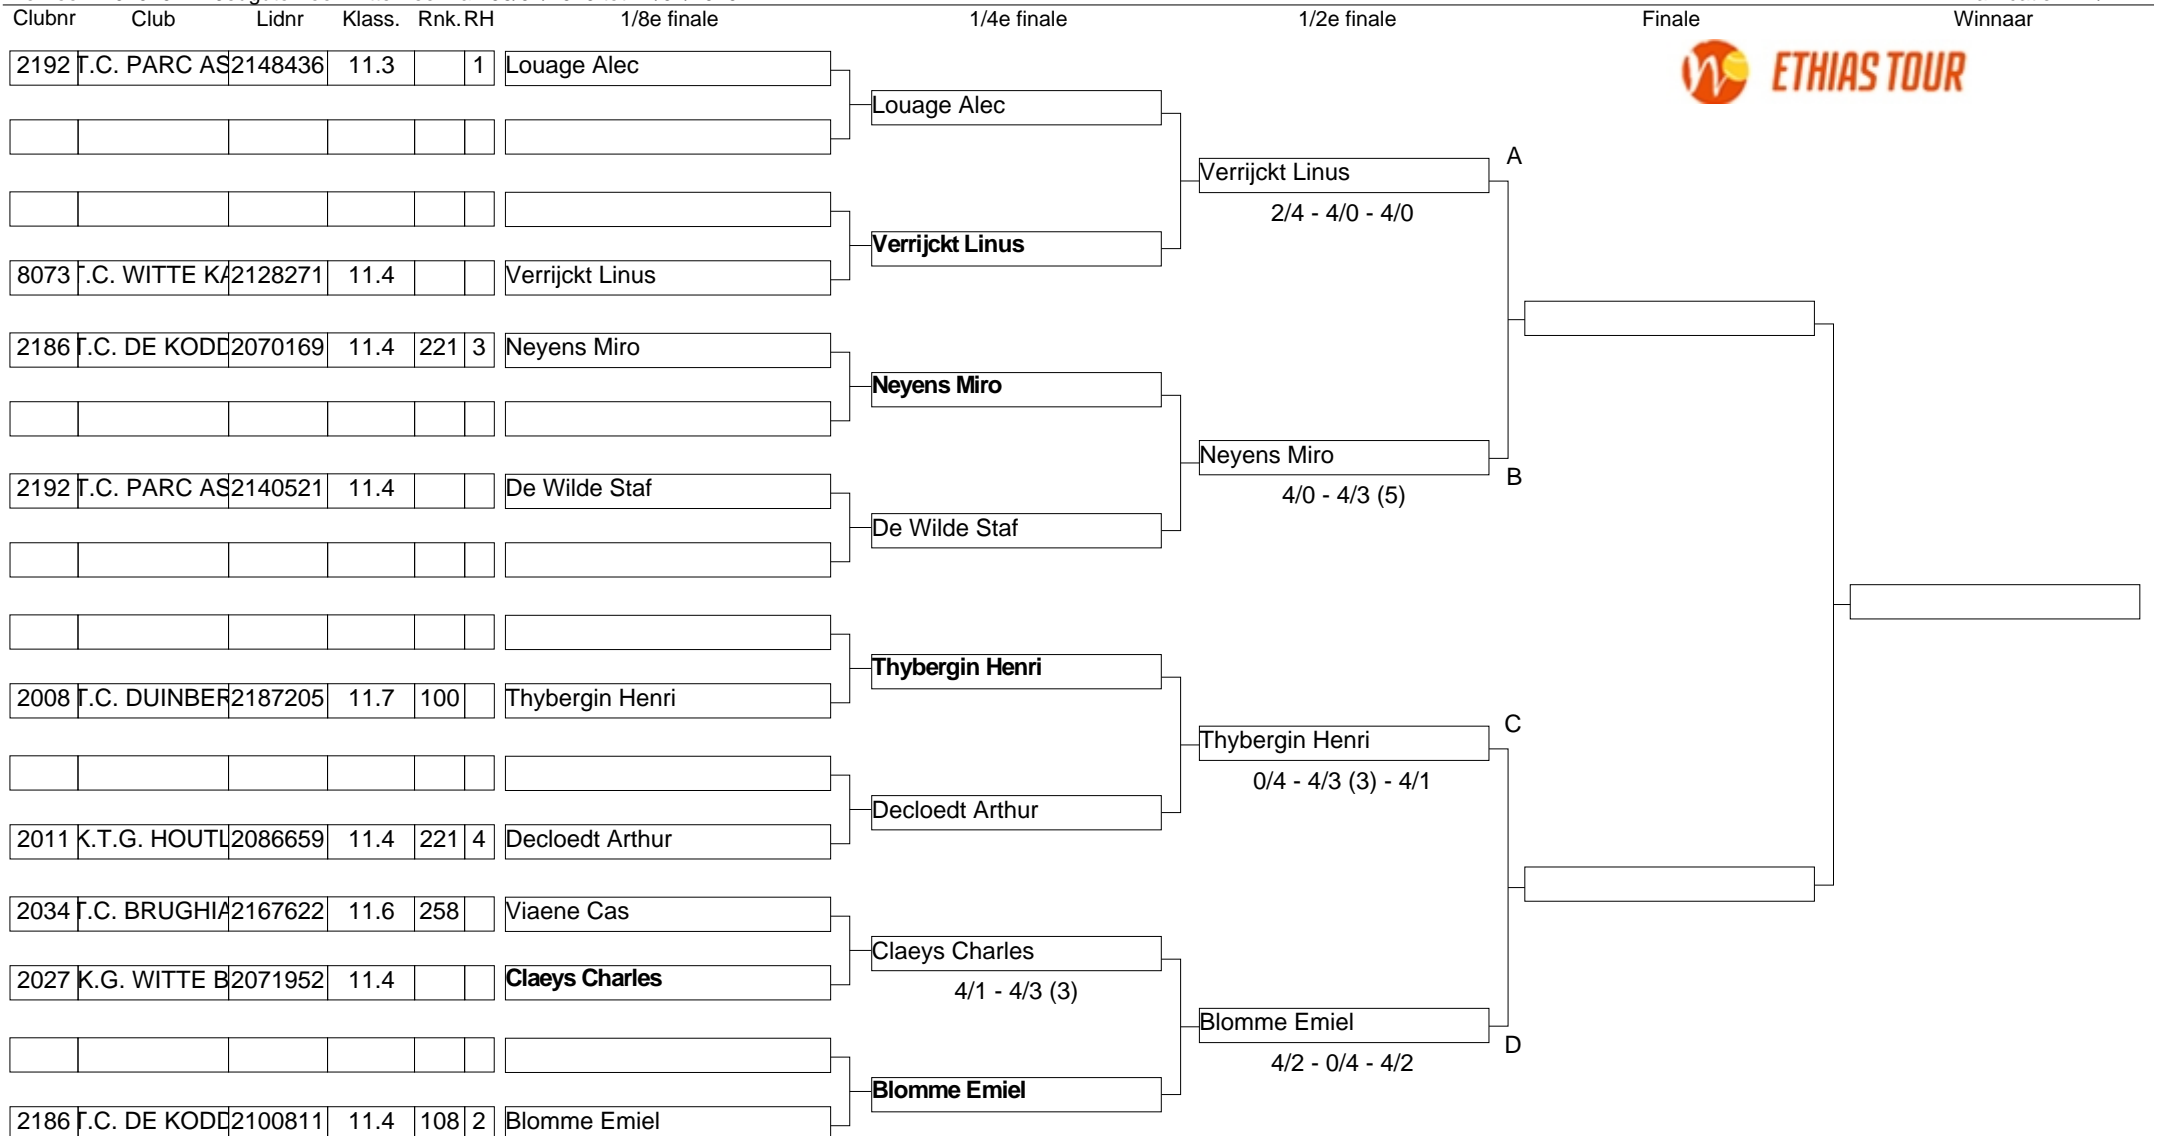 Clubnr Club Lidnr Klass. Rnk. RH 1/8e finale 1/4e finale 1/2e finale Finale Winnaar
ETHIAS TOUR
2192 T.C. PARC AS 2148436 11.3 1 Louage Alec
Louage Alec
A
Verrijckt Linus
2/4 - 4/0 - 4/0
Verrijckt Linus
8073 T.C. WITTE KA 2128271 11.4 Verrijckt Linus
2186 T.C. DE KODD 2070169 11.4 221 3 Neyens Miro
Neyens Miro
Neyens Miro
B
4/0 - 4/3 (5)
2192 T.C. PARC AS 2140521 11.4 De Wilde Staf
De Wilde Staf
Thybergin Henri
2008 T.C. DUINBER 2187205 11.7 100 Thybergin Henri
C
Thybergin Henri
0/4 - 4/3 (3) - 4/1
Decloedt Arthur
2011 K.T.G. HOUTL 2086659 11.4 221 4 Decloedt Arthur
2034 T.C. BRUGHIA 2167622 11.6 258 Viaene Cas
Claeys Charles
4/1 - 4/3 (3)
2027 K.G. WITTE B 2071952 11.4 Claeys Charles
Blomme Emiel
D
4/2 - 0/4 - 4/2
Blomme Emiel
2186 T.C. DE KODD 2100811 11.4 108 2 Blomme Emiel